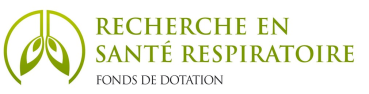 RECHERCHE EN
SANTÉ RESPIRATOIRE
FONDS DE DOTATION